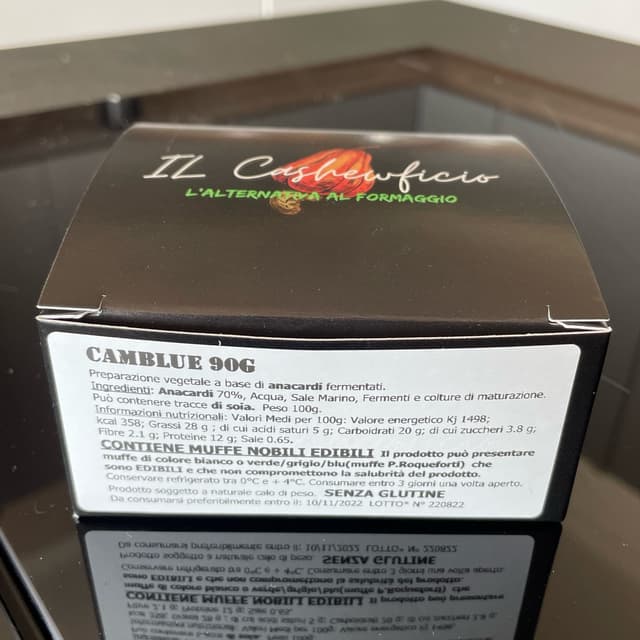 IL Cashewficio
L'ALTERNATIVA AL FORMAGGIO
CAMBLUE 90G
Preparazione vegetale a base di anacardi fermentati.
Ingredienti: Anacardi 70%, Acqua, Sale Marino, Fermenti e colture di maturazione.
Può contenere tracce di soia. Peso 100g.
Informazioni nutrizionali: Valori Medi per 100g: Valore energetico Kj 1498;
kcal 358; Grassi 28 g ; di cui acidi saturi 5 g; Carboidrati 20 g; di cui zuccheri 3.8 g,
Fibre 2.1 g; Proteine 12 g; Sale 0.65.
CONTIENE MUFFE NOBILI EDIBILI Il prodotto può presentare
muffe di colore bianco o verde/grigio/blu(muffe P.Roqueforti) che
sono EDIBILI e che non compromettono la salubrità del prodotto.
Conservare refrigerato tra 0°C e + 4°C. Consumare entro 3 giorni una volta aperto.
Prodotto soggetto a naturale calo di peso. SENZA GLUTINE
Da consumarsi preferibilmente entro il: 10/11/2022 LOTTO* N° 220822